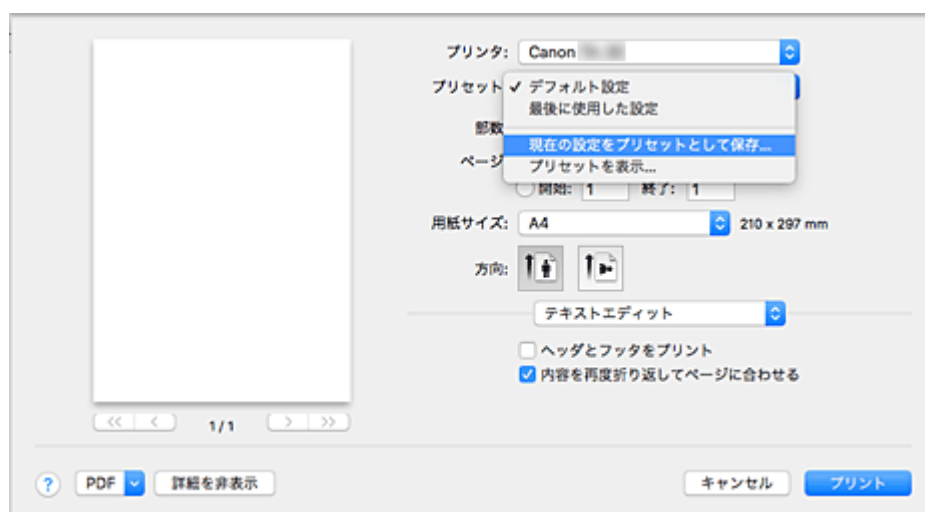 プリンタ: Canon
プリセット ✓ デフォルト設定
最後に使用した設定
現在の設定をプリセットとして保存...
プリセットを表示...
部数
ページ
開始: 1 終了: 1
用紙サイズ: A4 210 x 297 mm
方向:
テキストエディット
ヘッダとフッタをプリント
内容を再度折り返してページに合わせる
<< < 1/1 > >>
? PDF 詳細を非表示 キャンセル プリント